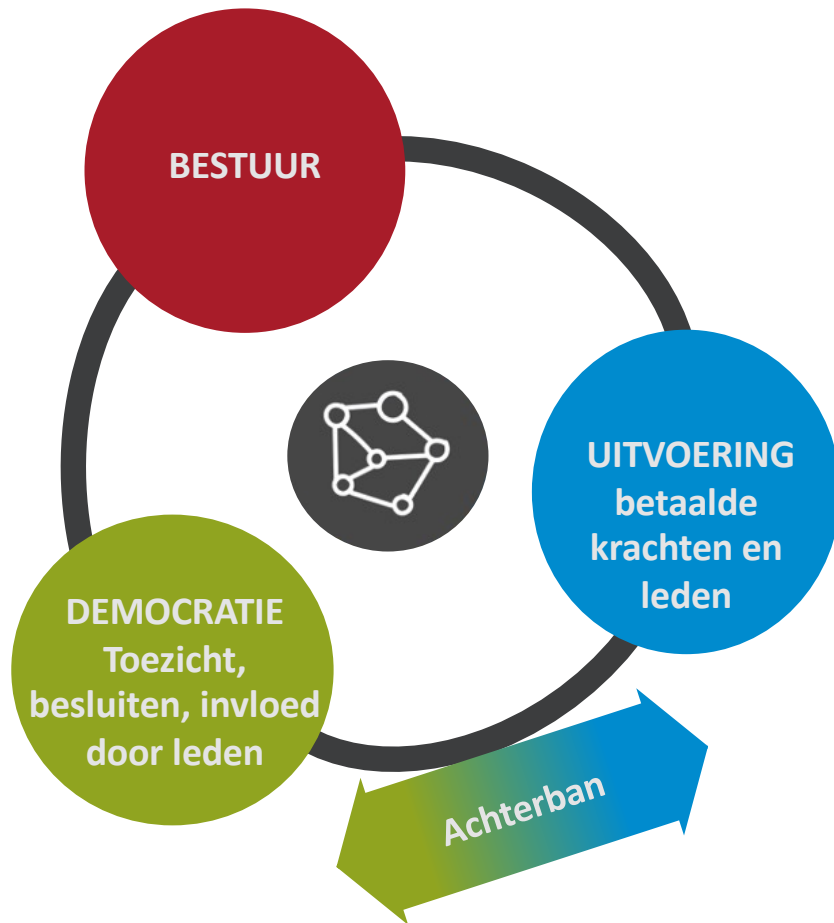 BESTUUR
UITVOERING
betaalde
krachten en
leden
DEMOCRATIE
Toezicht,
besluiten, invloed
door leden
Achterban